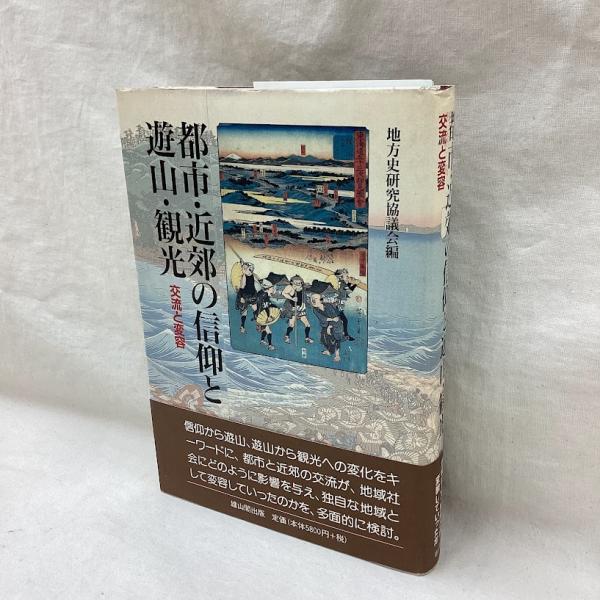 都市・近郊の信仰と
遊山・観光
交流と変容
地方史研究協議会編
信仰から遊山、遊山から観光への変化をキ
ーワードに、都市と近郊の交流が、地域社
会にどのように影響を与え、独自な地域と
して変容していったのかを、多面的に検討。
雄山閣出版 定価(本体5800円+税)
交流と変容